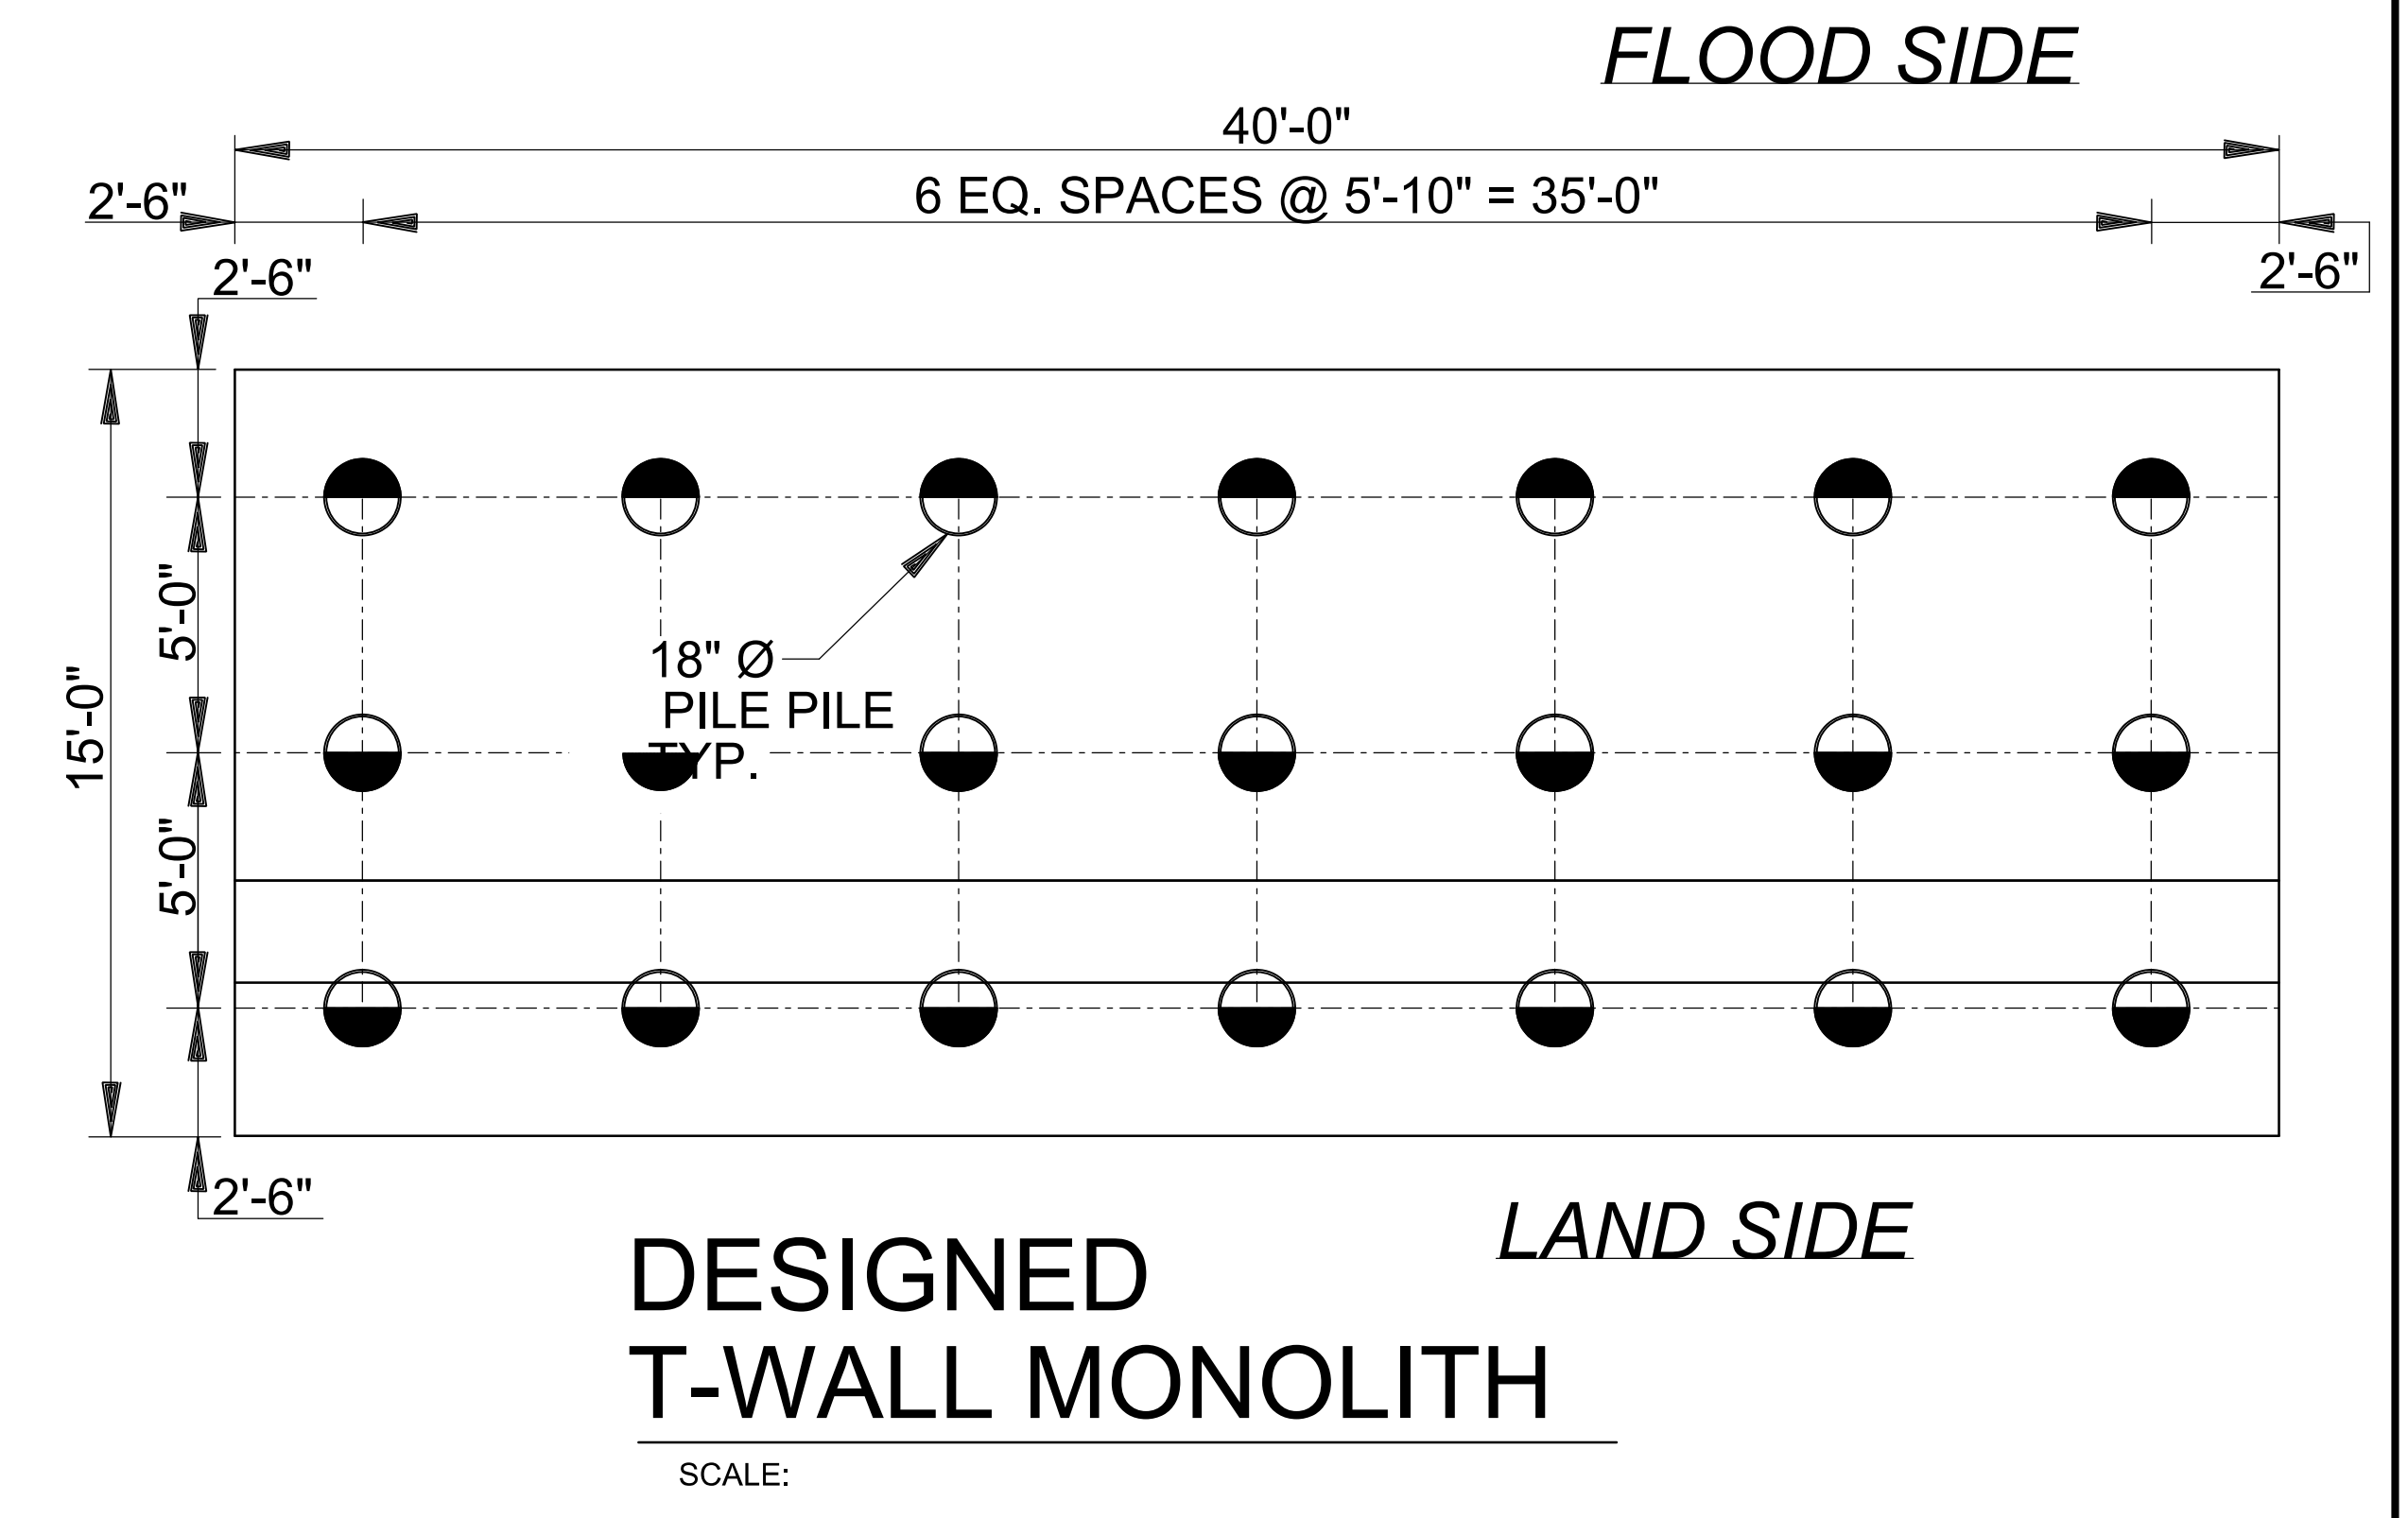 FLOOD SIDE
40'-0"
2'-6"
6 EQ. SPACES @ 5'-10" = 35'-0"
2'-6"
2'-6"
5'-0"
18" Ø
PILE PILE
TYP.
15'-0"
5'-0"
2'-6"
LAND SIDE
DESIGNED
T-WALL MONOLITH
SCALE: